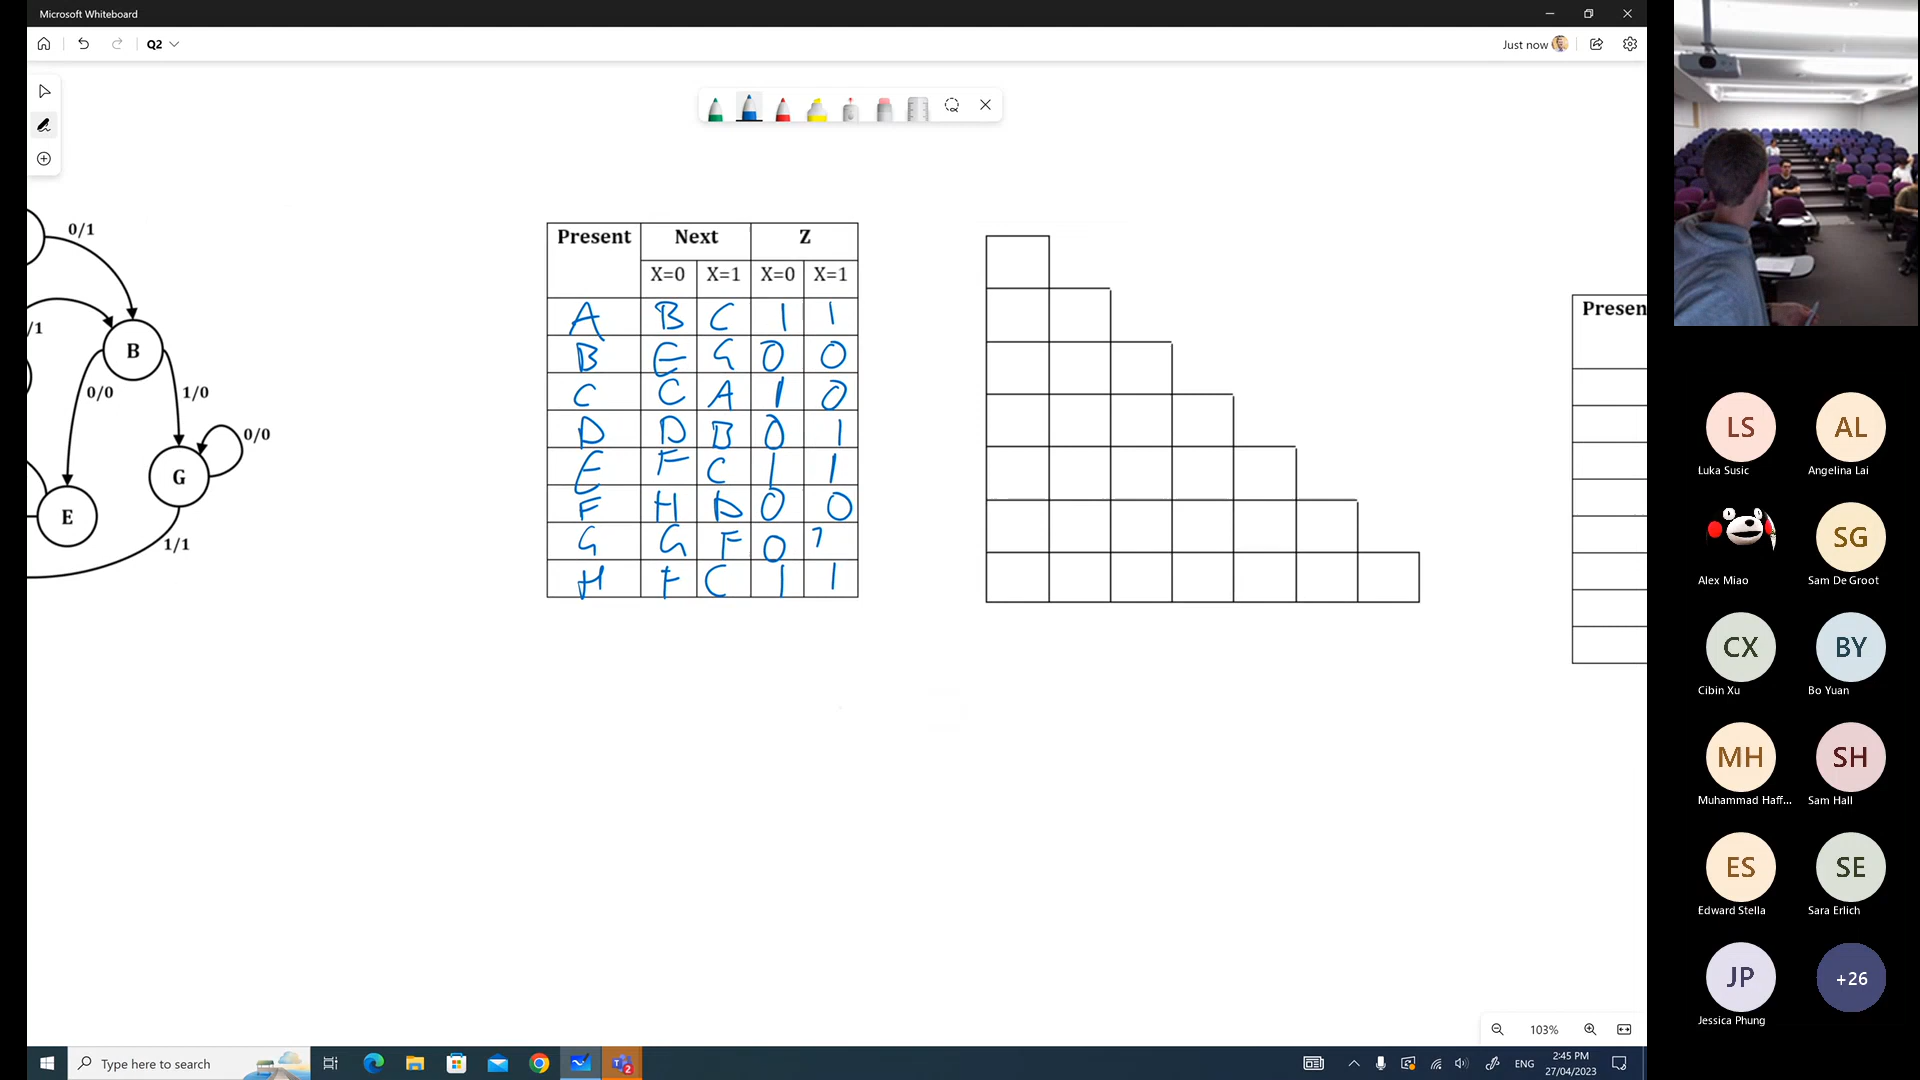 Microsoft Whiteboard
Q2
Just now
0/1
/1
B
0/0
1/0
0/0
G
E
1/1
Present Next Z
X=0 X=1 X=0 X=1
A B C 1 1
B E G 0 0
C C A 1 0
D D B 0 1
E F C 1 1
F H D 0 0
G G F 0
H F C 1 1
Presen
LS
Luka Susic
AL
Angelina Lai
Alex Miao
SG
Sam De Groot
CX
Cibin Xu
BY
Bo Yuan
MH
Muhammad Haff...
SH
Sam Hall
ES
Edward Stella
SE
Sara Erlich
JP
Jessica Phung
+26
103%
Type here to search
2
ENG
2:45 PM
27/04/2023